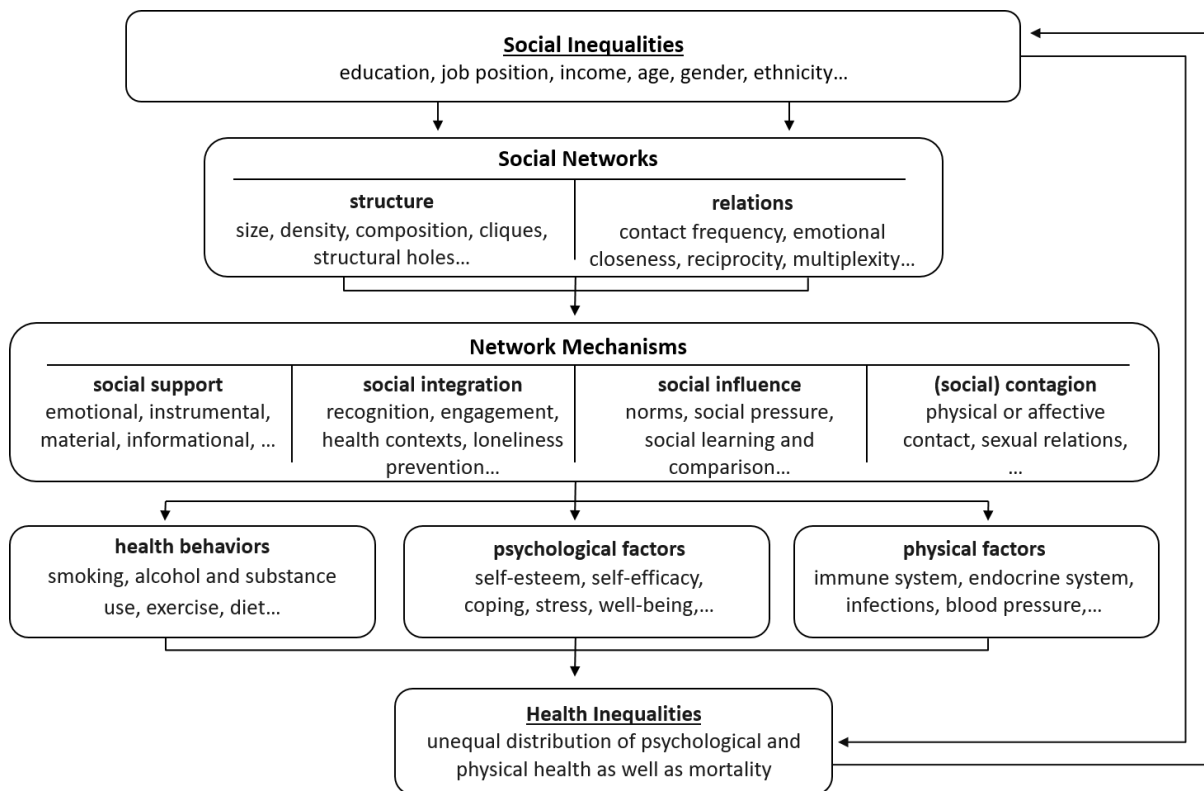 Social Inequalities
education, job position, income, age, gender, ethnicity…
Social Networks
structure
size, density, composition, cliques,
structural holes…
relations
contact frequency, emotional
closeness, reciprocity, multiplexity…
Network Mechanisms
social support
emotional, instrumental,
material, informational, …
social integration
recognition, engagement,
health contexts, loneliness
prevention…
social influence
norms, social pressure,
social learning and
comparison…
(social) contagion
physical or affective
contact, sexual relations,
…
health behaviors
smoking, alcohol and substance
use, exercise, diet…
psychological factors
self-esteem, self-efficacy,
coping, stress, well-being,…
physical factors
immune system, endocrine system,
infections, blood pressure,…
Health Inequalities
unequal distribution of psychological and
physical health as well as mortality